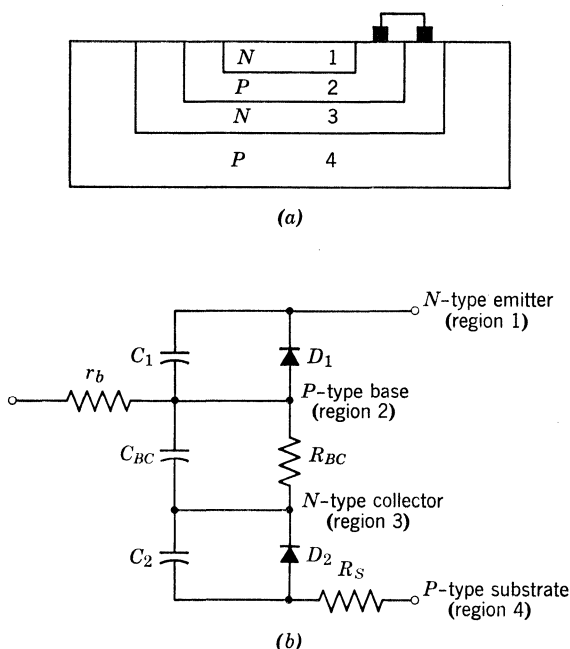 N 1
P 2
N 3
P 4
(a)
N-type emitter
(region 1)
C1 D1
rb
P-type base
(region 2)
CBC RBC
N-type collector
(region 3)
C2 D2 RS
P-type substrate
(region 4)
(b)